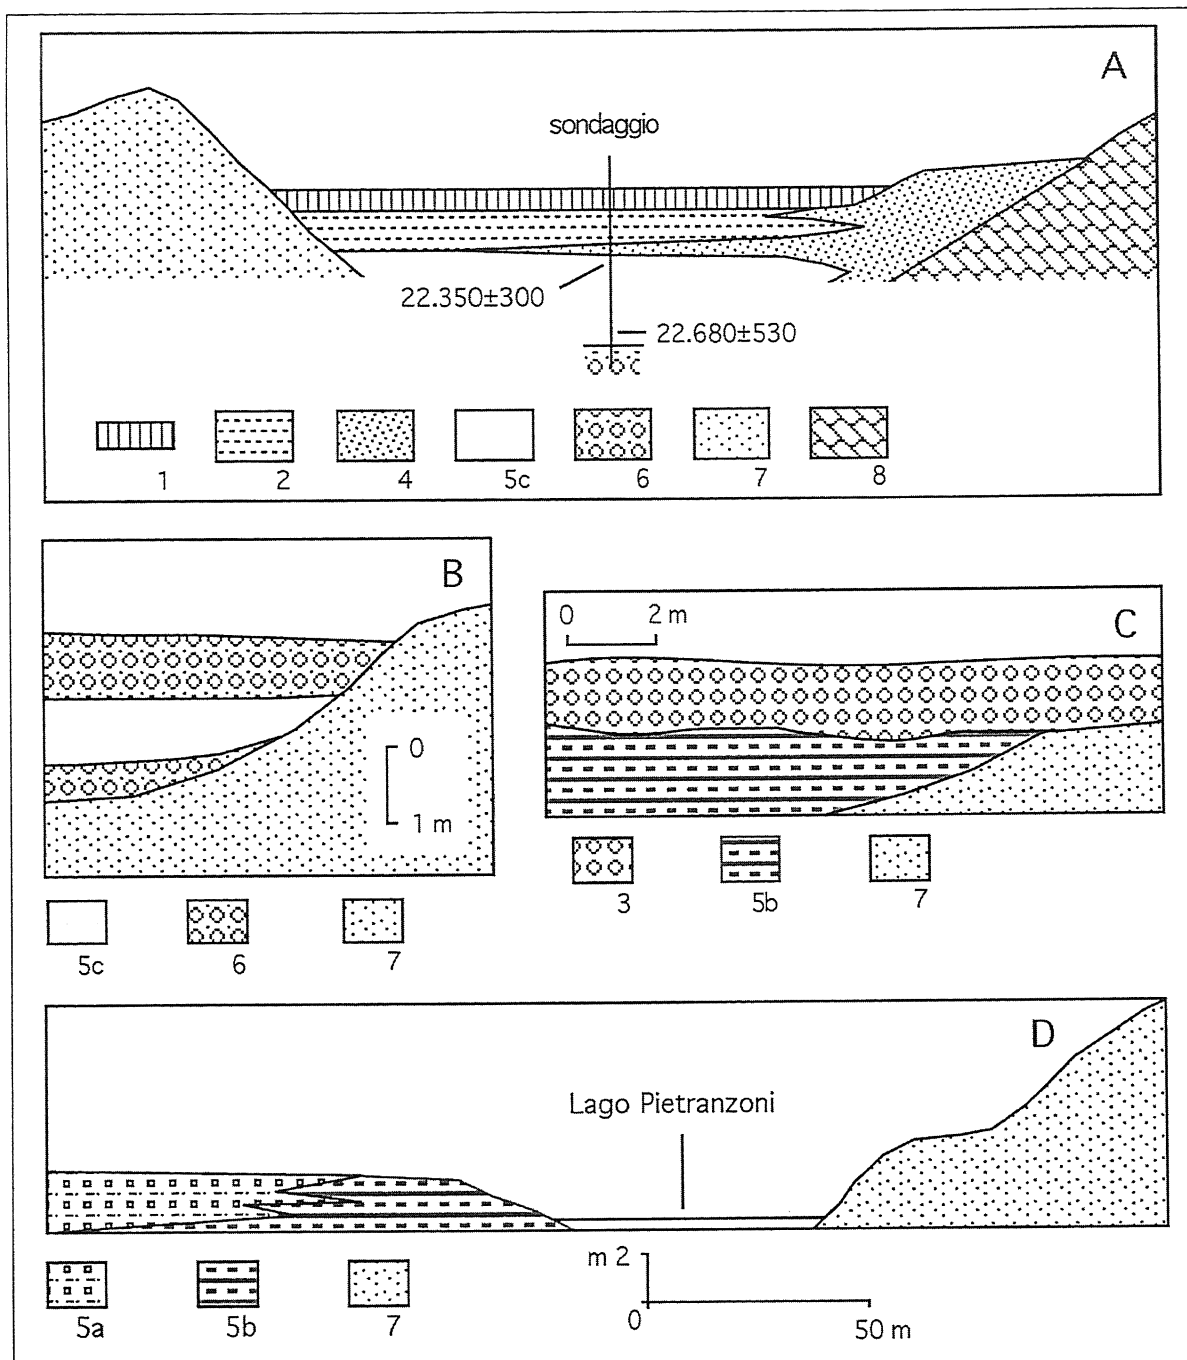 A
sondaggio
22.350±300
22.680±530
1 2 4 5c 6 7 8
B
0
1 m
5c 6 7
0 2 m
C
3 5b 7
D
Lago Pietranzoni
5a 5b 7
m 2
0
50 m